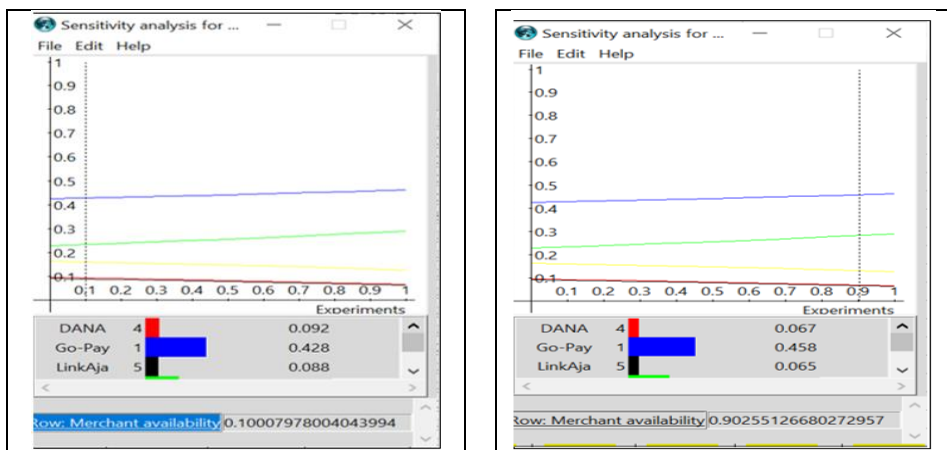 Sensitivity analysis for ...
File Edit Help
1
0.9
0.8
0.7
0.6
0.5
0.4
0.3
0.2
0.1
0.1 0.2 0.3 0.4 0.5 0.6 0.7 0.8 0.9 1
Experiments
DANA 4 0.092
Go-Pay 1 0.428
LinkAja 5 0.088
Row: Merchant availability 0.10007978004043994
Sensitivity analysis for ...
File Edit Help
1
0.9
0.8
0.7
0.6
0.5
0.4
0.3
0.2
0.1
0.1 0.2 0.3 0.4 0.5 0.6 0.7 0.8 0.9 1
Experiments
DANA 4 0.067
Go-Pay 1 0.458
LinkAja 5 0.065
Row: Merchant availability 0.90255126680272957